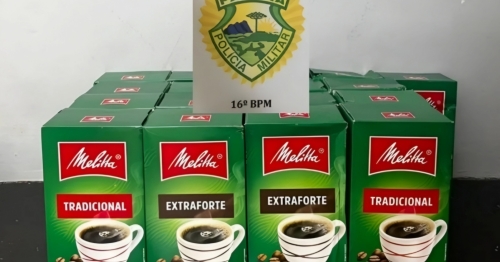 POLÍCIA MILITAR
16º BPM
Melitta®
TRADICIONAL
Melitta®
EXTRAFORTE
Melitta®
EXTRAFORTE
Melitta®
TRADICIONAL